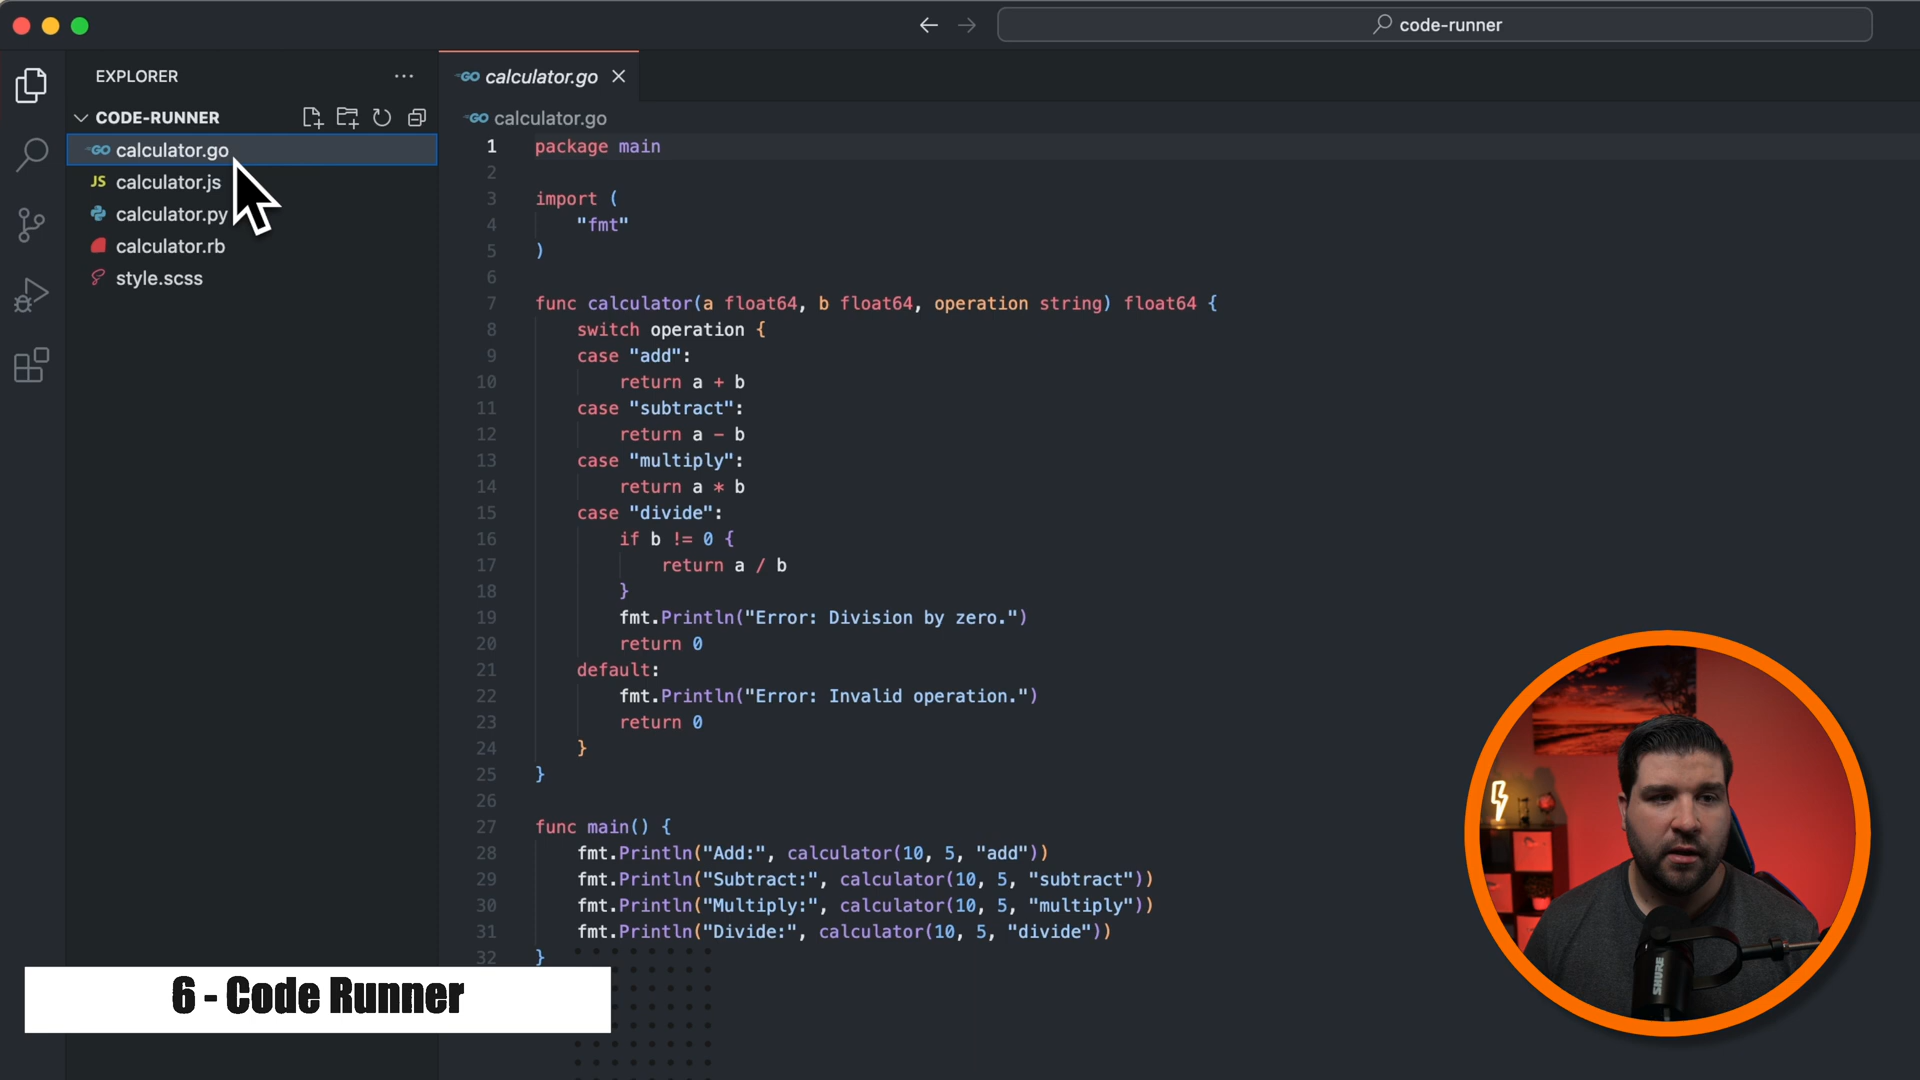 code-runner
EXPLORER
GO calculator.go
CODE-RUNNER
GO calculator.go
GO calculator.go
JS calculator.js
calculator.py
calculator.rb
style.scss
1 package main
2
3 import (
4 "fmt"
5 )
6
7 func calculator(a float64, b float64, operation string) float64 {
8 switch operation {
9 case "add":
10 return a + b
11 case "subtract":
12 return a - b
13 case "multiply":
14 return a * b
15 case "divide":
16 if b != 0 {
17 return a / b
18 }
19 fmt.Println("Error: Division by zero.")
20 return 0
21 default:
22 fmt.Println("Error: Invalid operation.")
23 return 0
24 }
25 }
26
27 func main() {
28 fmt.Println("Add:", calculator(10, 5, "add"))
29 fmt.Println("Subtract:", calculator(10, 5, "subtract"))
30 fmt.Println("Multiply:", calculator(10, 5, "multiply"))
31 fmt.Println("Divide:", calculator(10, 5, "divide"))
32 }
6 - Code Runner
SHURE